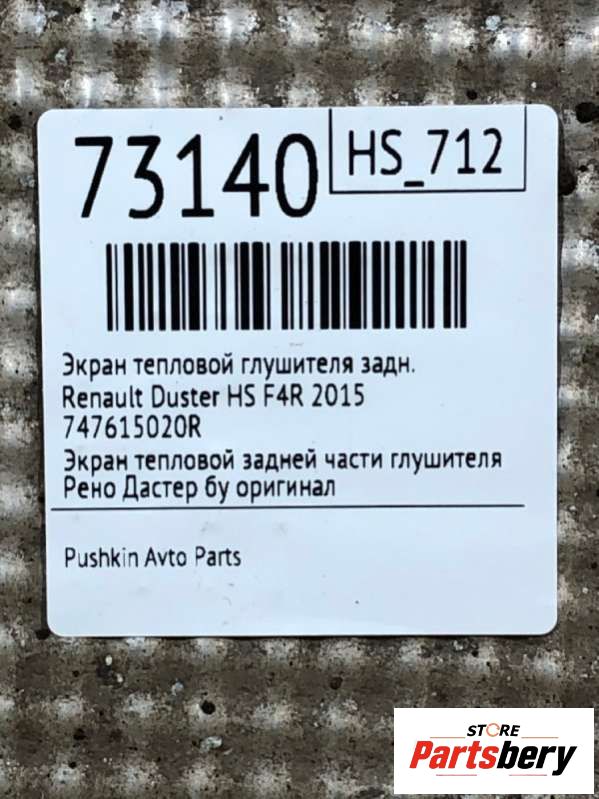 73140
HS_712
Экран тепловой глушителя задн.
Renault Duster HS F4R 2015
747615020R
Экран тепловой задней части глушителя
Рено Дастер бу оригинал
Pushkin Avto Parts
STORE
Partsbery